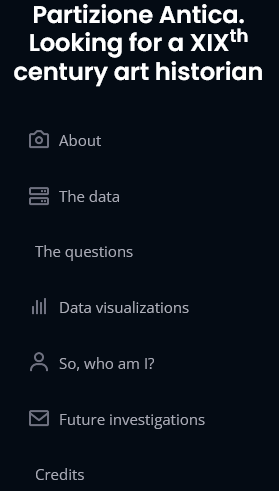 Partizione Antica.
Looking for a XIXth
century art historian
About
The data
The questions
Data visualizations
So, who am I?
Future investigations
Credits